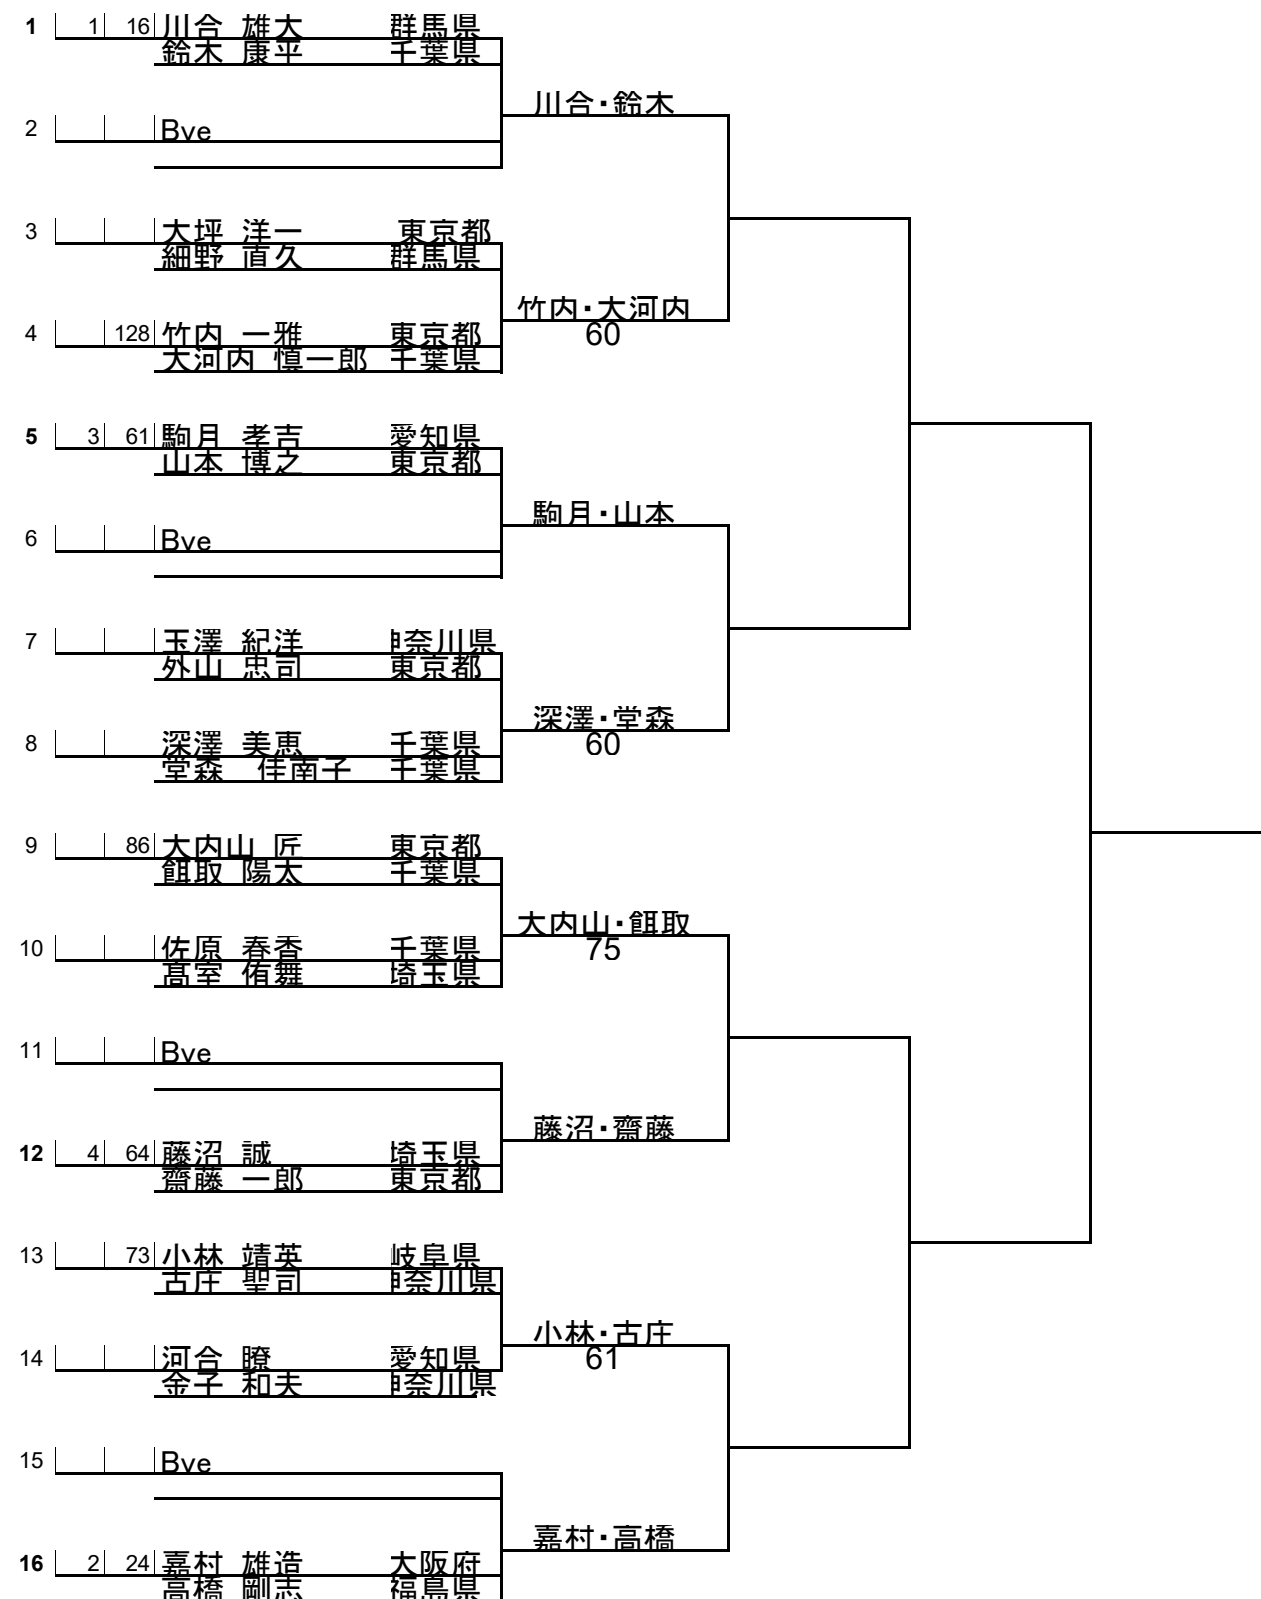 1 1 16 川合 雄大 群馬県
鈴木 康平 千葉県
川合・鈴木
2 Bye
3 大坪 洋一 東京都
細野 直久 群馬県
竹内・大河内
60
4 128 竹内 一雅 東京都
大河内 慎一郎 千葉県
5 3 61 駒月 孝吉 愛知県
山本 博之 東京都
駒月・山本
6 Bye
7 玉澤 紀洋 神奈川県
外山 忠司 東京都
深澤・堂森
60
8 深澤 美恵 千葉県
堂森 佳南子 千葉県
9 86 大内山 匠 東京都
餌取 陽太 千葉県
大内山・餌取
75
10 佐原 春香 千葉県
髙室 侑舞 埼玉県
11 Bye
藤沼・齋藤
12 4 64 藤沼 誠 埼玉県
齋藤 一郎 東京都
13 73 小林 靖英 岐阜県
古庄 聖司 神奈川県
小林・古庄
61
14 河合 瞭 愛知県
金子 和夫 神奈川県
15 Bye
嘉村・高橋
16 2 24 嘉村 雄造 大阪府
高橋 剛志 福島県